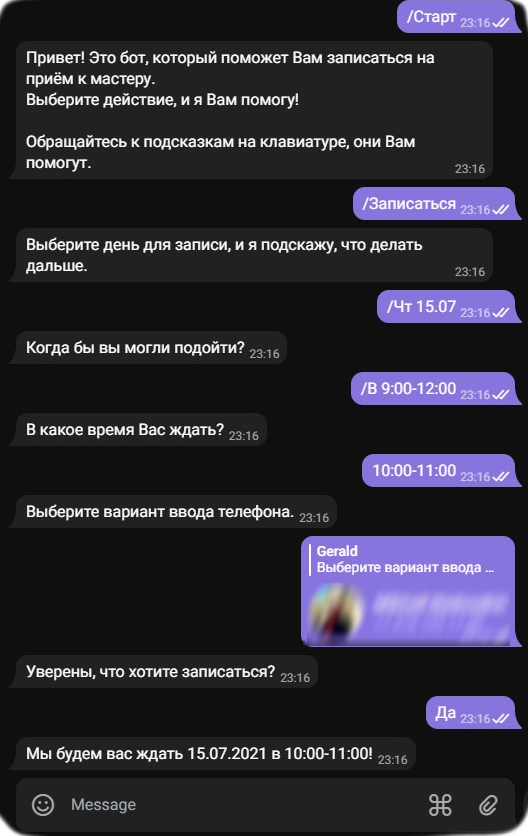 /Старт 23:16
Привет! Это бот, который поможет Вам записаться на
приём к мастеру.
Выберите действие, и я Вам помогу!
Обращайтесь к подсказкам на клавиатуре, они Вам
помогут.
23:16
/Записаться 23:16
Выберите день для записи, и я подскажу, что делать
дальше.
23:16
/Чт 15.07 23:16
Когда бы вы могли подойти? 23:16
/В 9:00-12:00 23:16
В какое время Вас ждать? 23:16
10:00-11:00 23:16
Выберите вариант ввода телефона. 23:16
Gerald
Выберите вариант ввода ...
Уверены, что хотите записаться? 23:16
Да 23:16
Мы будем вас ждать 15.07.2021 в 10:00-11:00! 23:16
Message